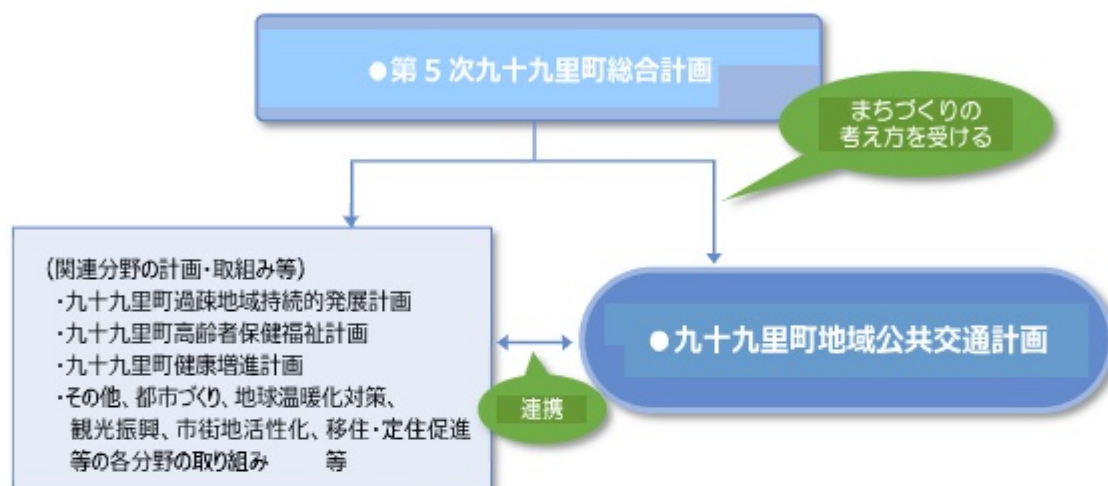 ●第5次九十九里町総合計画
まちづくりの
考え方を受ける
(関連分野の計画・取組み等)
・九十九里町過疎地域持続的発展計画
・九十九里町高齢者保健福祉計画
・九十九里町健康増進計画
・その他、都市づくり、地球温暖化対策、
観光振興、市街地活性化、移住・定住促進
等の各分野の取り組み 等
●九十九里町地域公共交通計画
連携